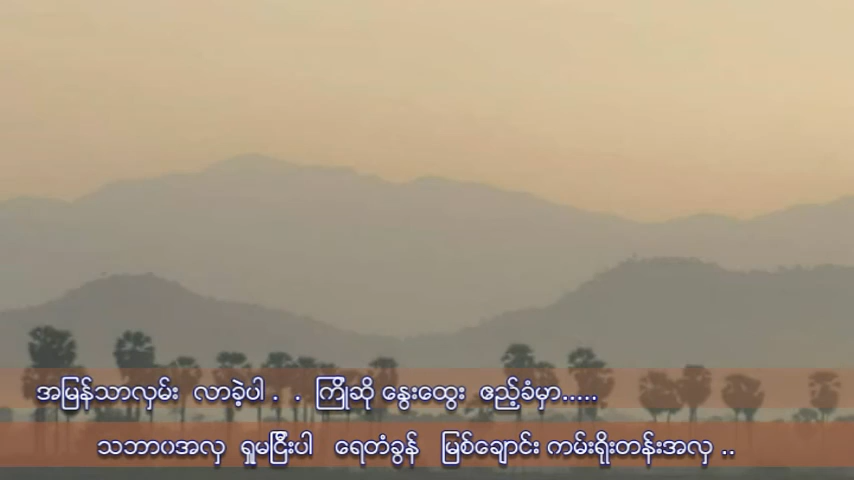 အမြန်သာလှမ်း လာခဲ့ပါ . . ကြိုဆို နွေးထွေး ဧည့်ခံမှာ.....
သဘာဝအလှ ရှုမငြီးပါ ရေတံခွန် မြစ်ချောင်း ကမ်းရိုးတန်းအလှ ..